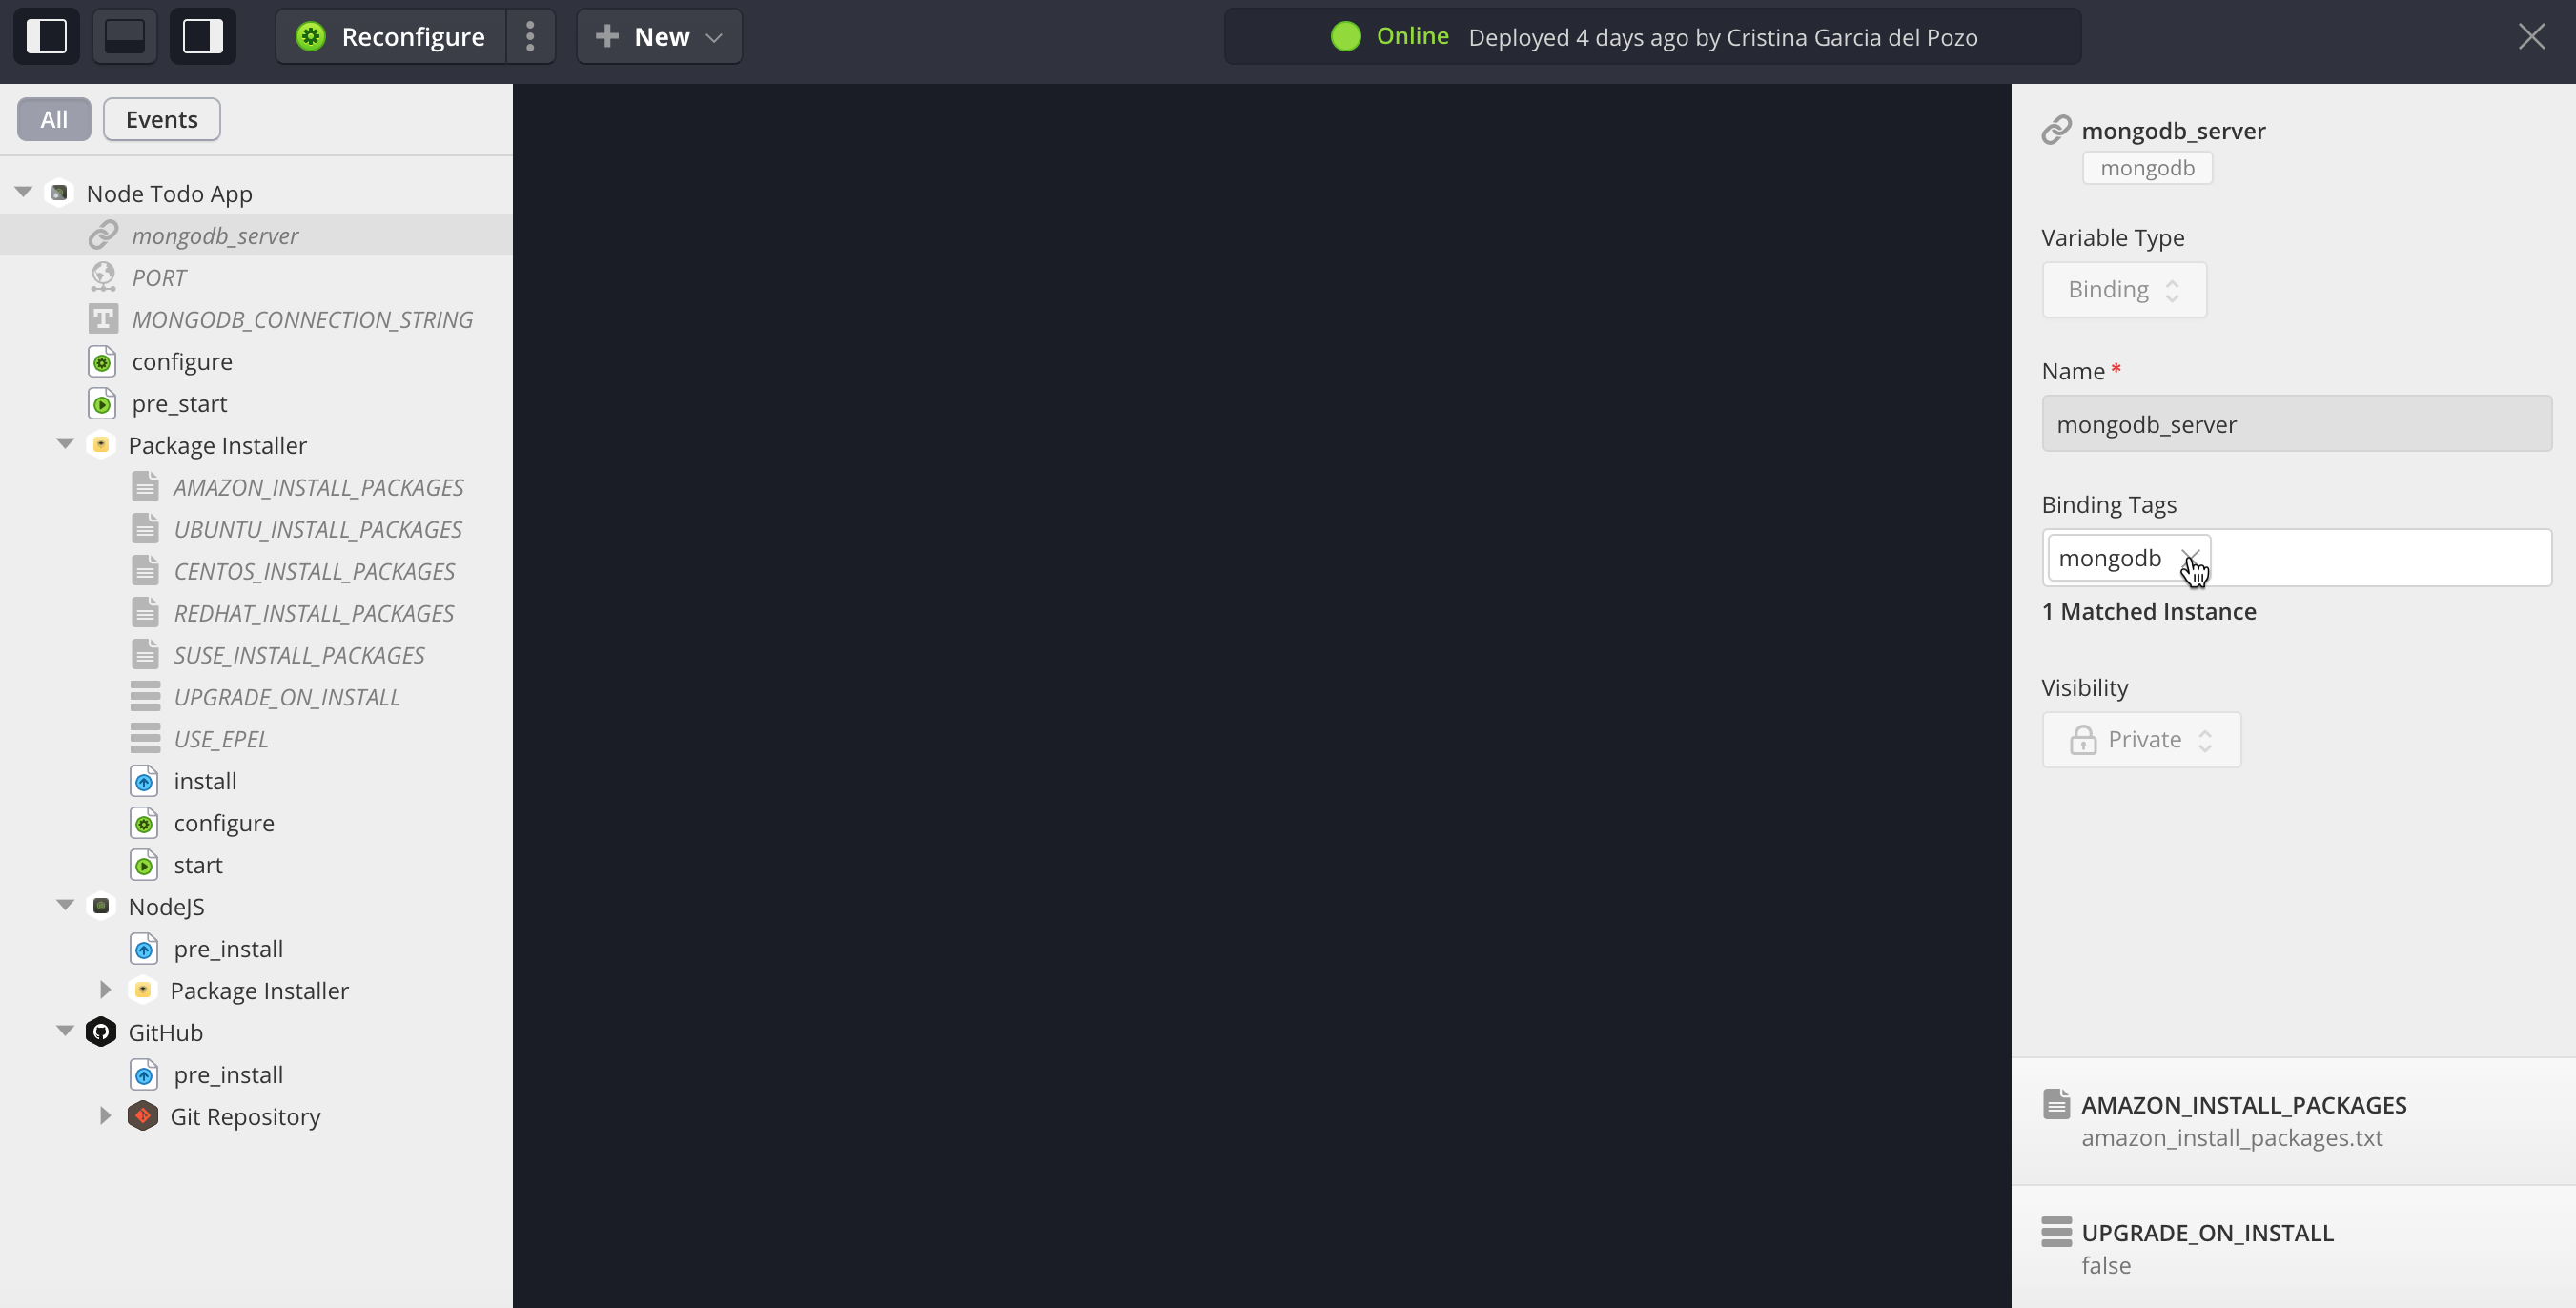 Reconfigure
New
Online Deployed 4 days ago by Cristina Garcia del Pozo
All
Events
Node Todo App
mongodb_server
PORT
MONGODB_CONNECTION_STRING
configure
pre_start
Package Installer
AMAZON_INSTALL_PACKAGES
UBUNTU_INSTALL_PACKAGES
CENTOS_INSTALL_PACKAGES
REDHAT_INSTALL_PACKAGES
SUSE_INSTALL_PACKAGES
UPGRADE_ON_INSTALL
USE_EPEL
install
configure
start
NodeJS
pre_install
Package Installer
GitHub
pre_install
Git Repository
mongodb_server
mongodb
Variable Type
Binding
Name *
mongodb_server
Binding Tags
mongodb
1 Matched Instance
Visibility
Private
AMAZON_INSTALL_PACKAGES
amazon_install_packages.txt
UPGRADE_ON_INSTALL
false